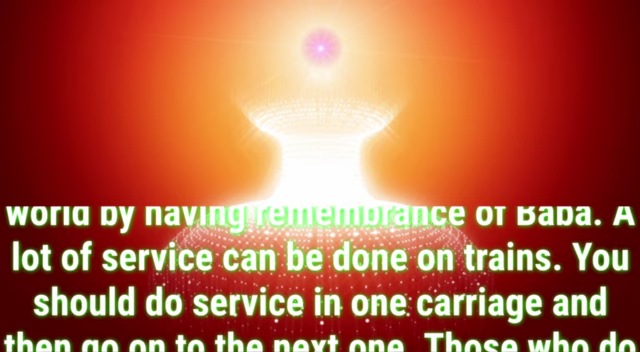 world by having remembrance of Baba. A
lot of service can be done on trains. You
should do service in one carriage and
then go on to the next one. Those who do